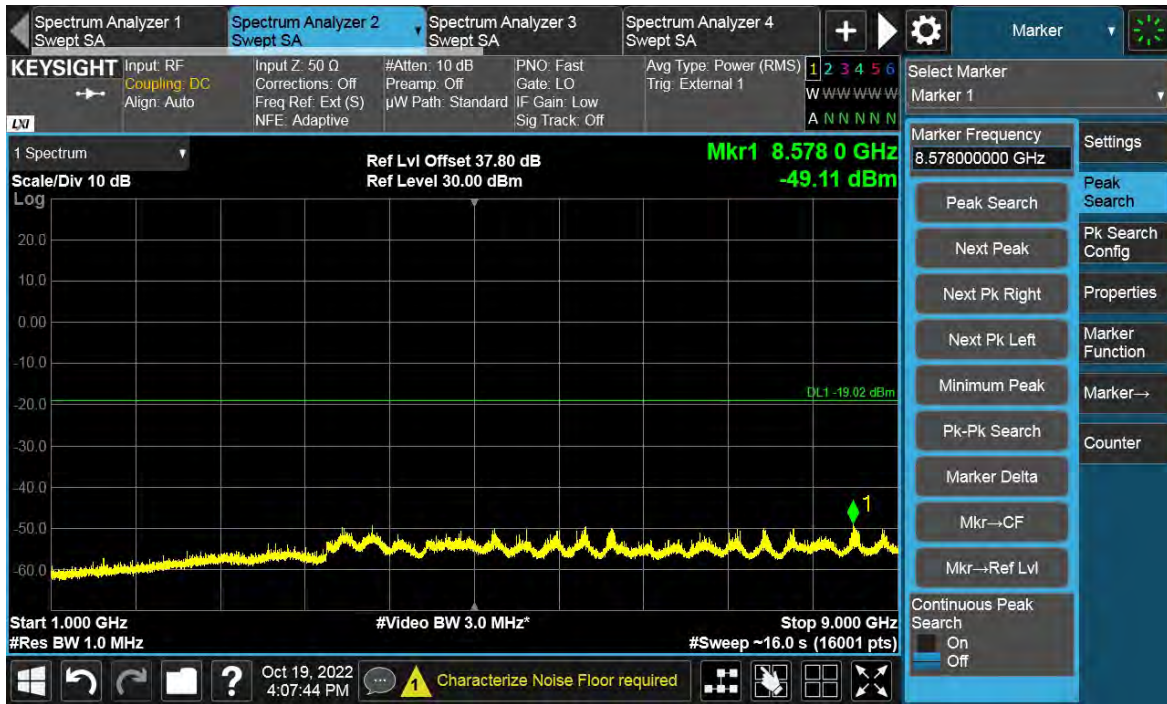 Spectrum Analyzer 1
Swept SA
Spectrum Analyzer 2
Swept SA
Spectrum Analyzer 3
Swept SA
Spectrum Analyzer 4
Swept SA
+
Marker
KEYSIGHT
LXI
Input: RF
Coupling: DC
Align: Auto
Input Z: 50 Ω
Corrections: Off
Freq Ref: Ext (S)
NFE: Adaptive
#Atten: 10 dB
Preamp: Off
µW Path: Standard
PNO: Fast
Gate: LO
IF Gain: Low
Sig Track: Off
Avg Type: Power (RMS)
Trig: External 1
1 2 3 4 5 6
W W W W W W
A N N N N N
Select Marker
Marker 1
1 Spectrum
Scale/Div 10 dB
Ref Lvl Offset 37.80 dB
Ref Level 30.00 dBm
Mkr1 8.578 0 GHz
-49.11 dBm
Log
20.0
10.0
0.00
-10.0
-20.0
-30.0
-40.0
-50.0
-60.0
DL1 -19.02 dBm
1
Start 1.000 GHz
#Res BW 1.0 MHz
#Video BW 3.0 MHz*
Stop 9.000 GHz
#Sweep ~16.0 s (16001 pts)
Marker Frequency
8.578000000 GHz
Peak Search
Next Peak
Next Pk Right
Next Pk Left
Minimum Peak
Pk-Pk Search
Marker Delta
Mkr→CF
Mkr→Ref Lvl
Continuous Peak
Search
On
Off
Settings
Peak
Search
Pk Search
Config
Properties
Marker
Function
Marker→
Counter
?
Oct 19, 2022
4:07:44 PM
1
Characterize Noise Floor required